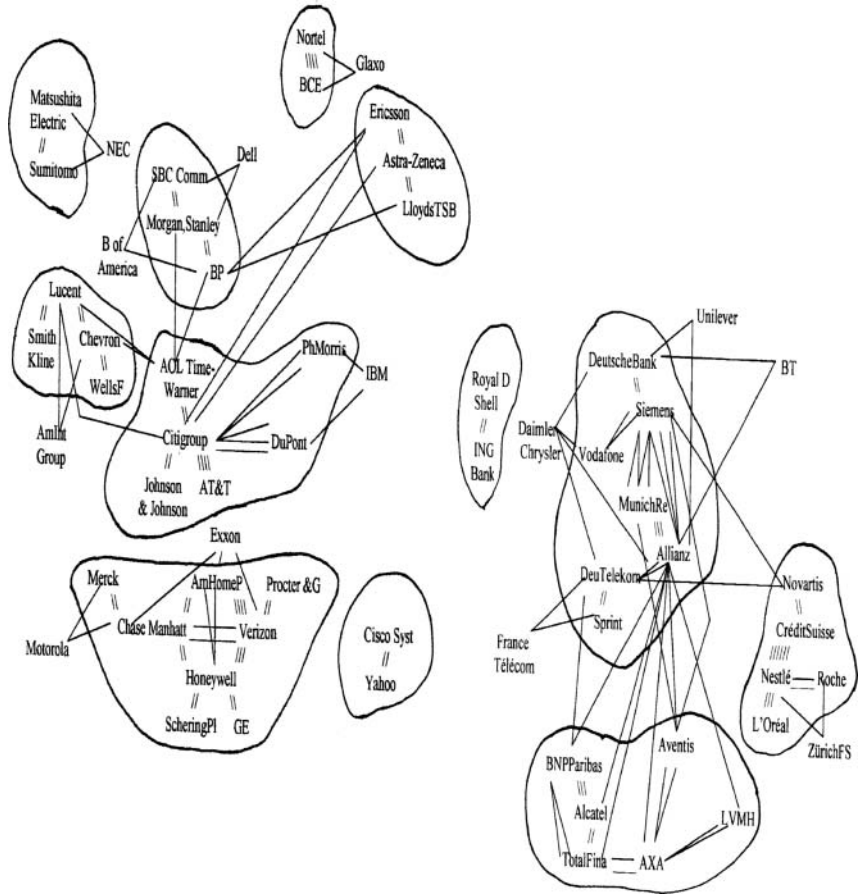 Nortel
BCE
Glaxo
Matsushita
Electric
Sumitomo
NEC
Ericsson
Astra-Zeneca
LloydsTSB
SBC Comm
Dell
Morgan,Stanley
B of
America
BP
Lucent
Smith
Kline
Chevron
WellsF
AmInt
Group
AOL Time-
Warner
PhMorris
IBM
Citigroup
DuPont
Johnson
& Johnson
AT&T
Unilever
DeutscheBank
BT
Royal D
Shell
ING
Bank
Siemens
Daimler
Chrysler
Vodafone
MunichRe
Allianz
DeuTelekom
Sprint
France
Télécom
Novartis
CréditSuisse
Nestlé
Roche
L'Oréal
ZürichFS
Exxon
Merck
AmHomeP
Procter &G
Motorola
Chase Manhatt
Verizon
Honeywell
ScheringPl
GE
Cisco Syst
Yahoo
BNPParibas
Aventis
Alcatel
LVMH
TotalFina
AXA